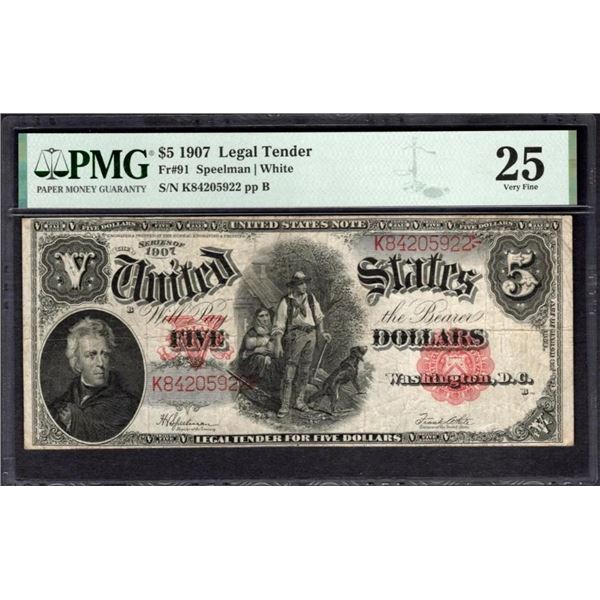 PMG
PAPER MONEY GUARANTY
$5 1907 Legal Tender
Fr#91 Speelman | White
S/N K84205922 pp B
25
Very Fine
UNITED STATES NOTE
SERIES OF
1907
K84205922
V
United States
5
Will Pay the Bearer
FIVE DOLLARS
K84205922
Washington, D.C.
B
LEGAL TENDER FOR FIVE DOLLARS